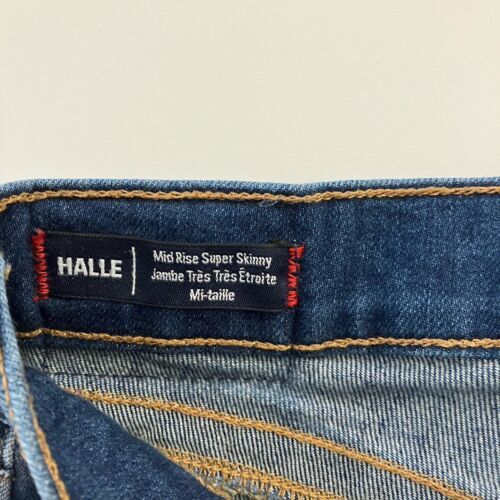 HALLE
Mid Rise Super Skinny
Jambe Très Très Étroite
Mi-taille